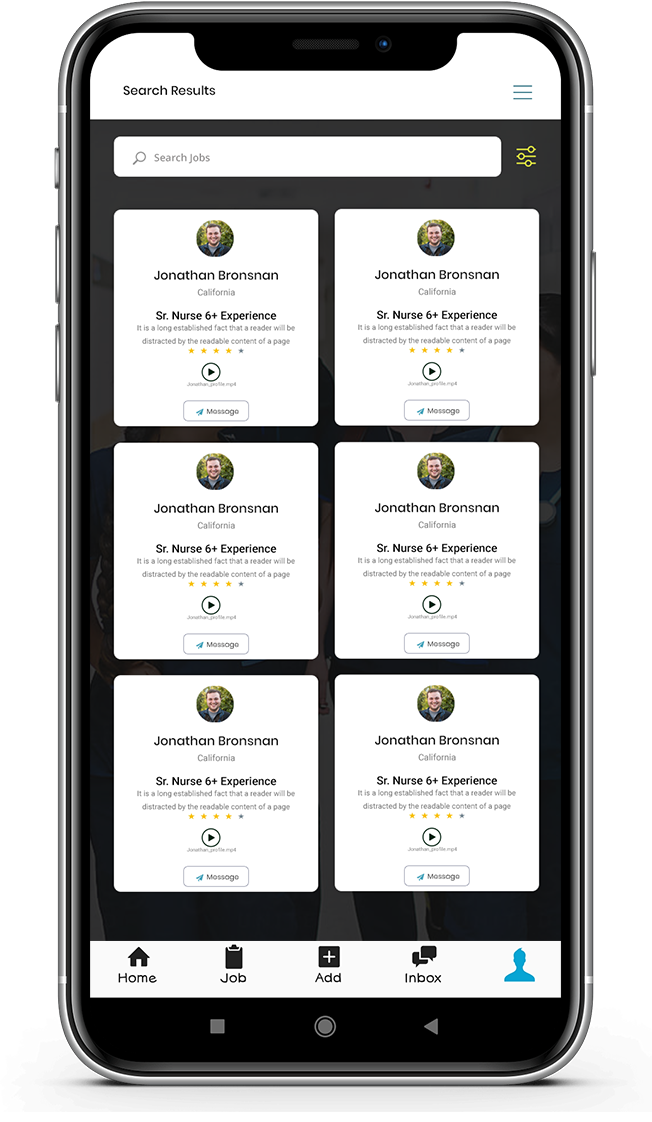 Search Results
Search Jobs
Jonathan Bronsnan
California
Sr. Nurse 6+ Experience
It is a long established fact that a reader will be
distracted by the readable content of a page
Jonathan_profile.mp4
Message
Jonathan Bronsnan
California
Sr. Nurse 6+ Experience
It is a long established fact that a reader will be
distracted by the readable content of a page
Jonathan_profile.mp4
Message
Jonathan Bronsnan
California
Sr. Nurse 6+ Experience
It is a long established fact that a reader will be
distracted by the readable content of a page
Jonathan_profile.mp4
Message
Jonathan Bronsnan
California
Sr. Nurse 6+ Experience
It is a long established fact that a reader will be
distracted by the readable content of a page
Jonathan_profile.mp4
Message
Jonathan Bronsnan
California
Sr. Nurse 6+ Experience
It is a long established fact that a reader will be
distracted by the readable content of a page
Jonathan_profile.mp4
Message
Jonathan Bronsnan
California
Sr. Nurse 6+ Experience
It is a long established fact that a reader will be
distracted by the readable content of a page
Jonathan_profile.mp4
Message
Home
Job
Add
Inbox